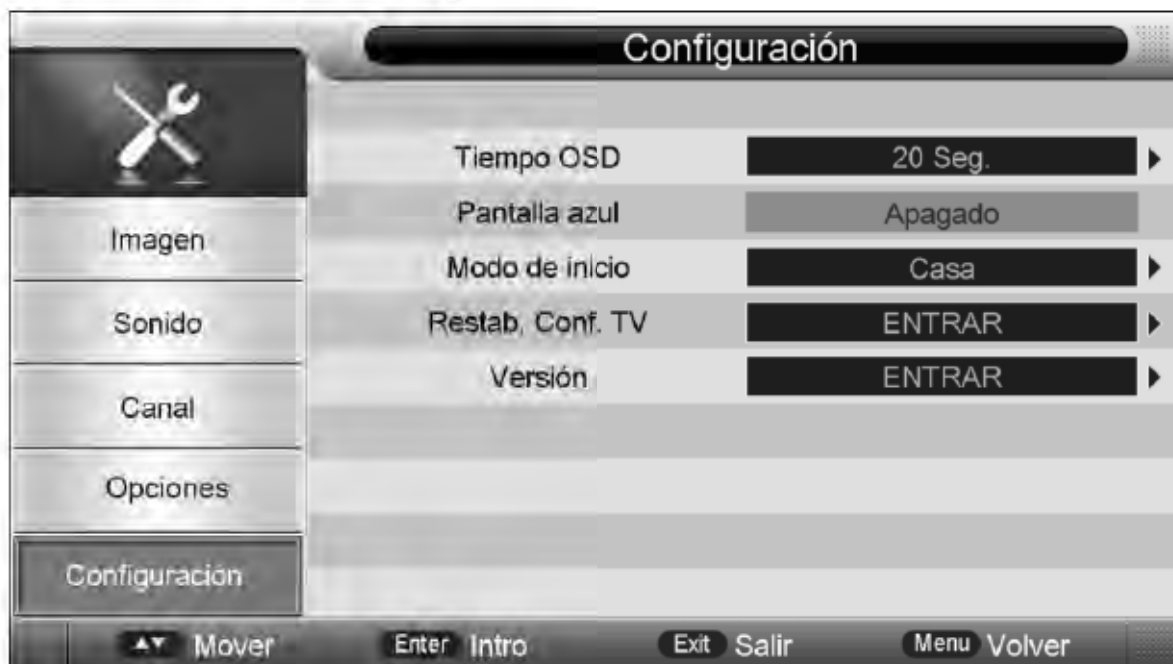 Configuración
Tiempo OSD 20 Seg.
Pantalla azul Apagado
Modo de inicio Casa
Restab, Conf. TV ENTRAR
Versión ENTRAR
Imagen
Sonido
Canal
Opciones
Configuración
Mover Enter Intro Exit Salir Menu Volver